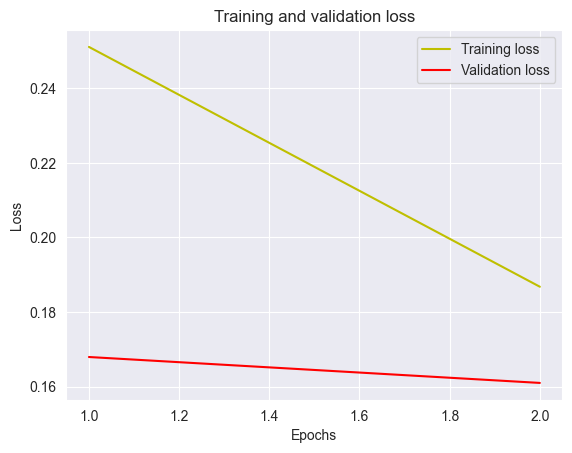 Training and validation loss
Training loss
Validation loss
0.24
0.22
0.20
0.18
0.16
Loss
1.0 1.2 1.4 1.6 1.8 2.0
Epochs